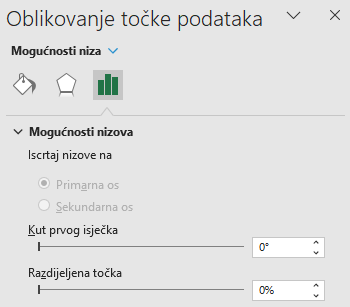 Oblikovanje točke podataka
Mogućnosti niza
Mogućnosti nizova
Iscrtaj nizove na
Primarna os
Sekundarna os
Kut prvog isječka
0°
Razdijeljena točka
0%